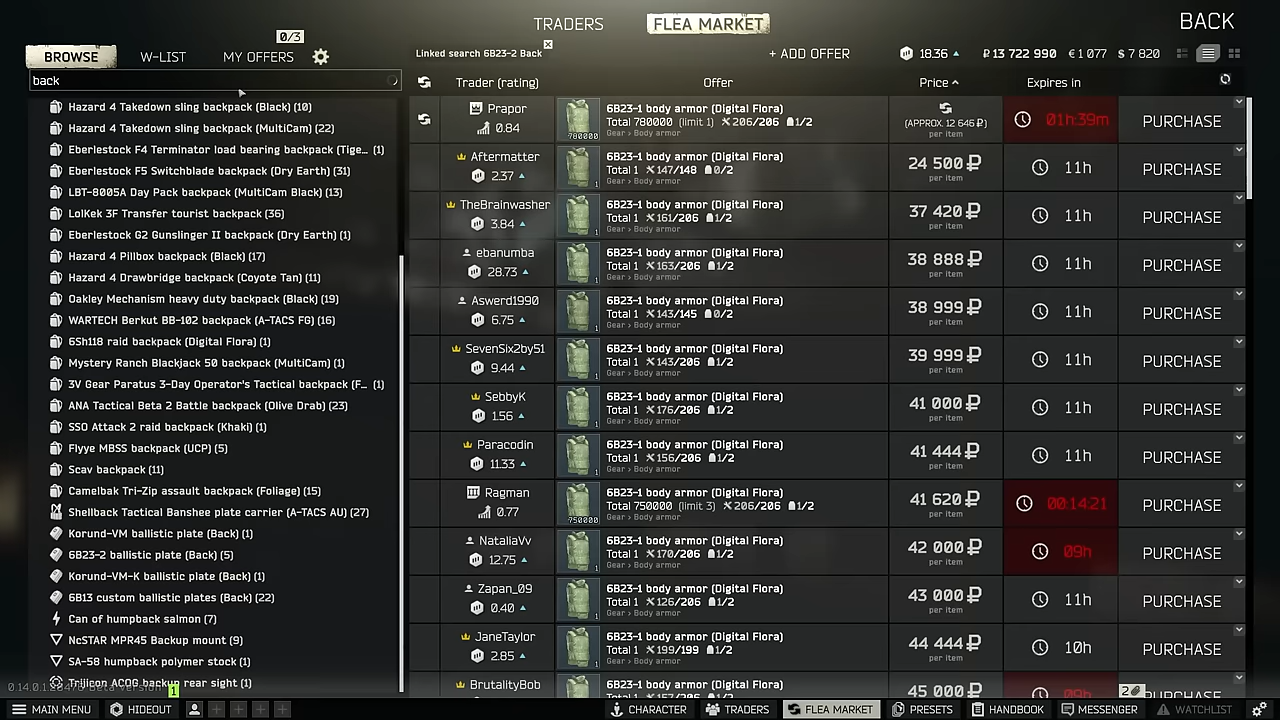 TRADERS FLEA MARKET BACK
0/3
BROWSE W-LIST MY OFFERS
Linked search 6B23-2 Back
+ ADD OFFER 18.36 ₽ 13 722 990 € 1 077 $ 7 820
back
Trader (rating) Offer Price Expires in
Hazard 4 Takedown sling backpack (Black) (10)
Hazard 4 Takedown sling backpack (MultiCam) (22)
Eberlestock F4 Terminator load bearing backpack (Tige... (1)
Eberlestock F5 Switchblade backpack (Dry Earth) (31)
LBT-8005A Day Pack backpack (MultiCam Black) (13)
LolKek 3F Transfer tourist backpack (36)
Eberlestock G2 Gunslinger II backpack (Dry Earth) (1)
Hazard 4 Pillbox backpack (Black) (17)
Hazard 4 Drawbridge backpack (Coyote Tan) (11)
Oakley Mechanism heavy duty backpack (Black) (19)
WARTECH Berkut BB-102 backpack (A-TACS FG) (16)
6Sh118 raid backpack (Digital Flora) (1)
Mystery Ranch Blackjack 50 backpack (MultiCam) (1)
3V Gear Paratus 3-Day Operator's Tactical backpack (F... (1)
ANA Tactical Beta 2 Battle backpack (Olive Drab) (23)
SSO Attack 2 raid backpack (Khaki) (1)
Flyye MBSS backpack (UCP) (5)
Scav backpack (11)
Camelbak Tri-Zip assault backpack (Foliage) (15)
Shellback Tactical Banshee plate carrier (A-TACS AU) (27)
Korund-VM ballistic plate (Back) (1)
6B23-2 ballistic plate (Back) (5)
Korund-VM-K ballistic plate (Back) (1)
6B13 custom ballistic plates (Back) (22)
Can of humpback salmon (7)
NcSTAR MPR45 Backup mount (9)
SA-58 humpback polymer stock (1)
Trijicon ACOG backup rear sight (1)
Prapor
0.84
780000
6B23-1 body armor (Digital Flora)
Total 780000 (limit 1) 206/206 1/2
Gear > Body armor
(APPROX. 12 646 ₽)
per item
01h:39m
PURCHASE
Aftermatter
2.37
1
6B23-1 body armor (Digital Flora)
Total 1 147/148 0/2
Gear > Body armor
24 500 ₽
per item
11h
PURCHASE
TheBrainwasher
3.84
1
6B23-1 body armor (Digital Flora)
Total 1 161/206 1/2
Gear > Body armor
37 420 ₽
per item
11h
PURCHASE
ebanumba
28.73
1
6B23-1 body armor (Digital Flora)
Total 1 163/206 1/2
Gear > Body armor
38 888 ₽
per item
11h
PURCHASE
Aswerd1990
6.75
1
6B23-1 body armor (Digital Flora)
Total 1 143/145 0/2
Gear > Body armor
38 999 ₽
per item
11h
PURCHASE
SevenSix2by51
9.44
1
6B23-1 body armor (Digital Flora)
Total 1 143/206 1/2
Gear > Body armor
39 999 ₽
per item
11h
PURCHASE
SebbyK
1.56
1
6B23-1 body armor (Digital Flora)
Total 1 176/206 1/2
Gear > Body armor
41 000 ₽
per item
11h
PURCHASE
Paracodin
11.33
1
6B23-1 body armor (Digital Flora)
Total 1 156/206 1/2
Gear > Body armor
41 444 ₽
per item
11h
PURCHASE
Ragman
0.77
750000
6B23-1 body armor (Digital Flora)
Total 750000 (limit 3) 206/206 1/2
Gear > Body armor
41 620 ₽
per item
00:14:21
PURCHASE
NataliaVv
12.75
1
6B23-1 body armor (Digital Flora)
Total 1 170/206 1/2
Gear > Body armor
42 000 ₽
per item
09h
PURCHASE
Zapan_09
0.40
1
6B23-1 body armor (Digital Flora)
Total 1 126/206 1/2
Gear > Body armor
43 000 ₽
per item
11h
PURCHASE
JaneTaylor
2.85
1
6B23-1 body armor (Digital Flora)
Total 1 199/199 1/2
Gear > Body armor
44 444 ₽
per item
10h
PURCHASE
BrutalityBob
6B23-1 body armor (Digital Flora)
45 000 ₽
09h
PURCHASE
1
2
MAIN MENU HIDEOUT CHARACTER TRADERS FLEA MARKET PRESETS HANDBOOK MESSENGER WATCHLIST